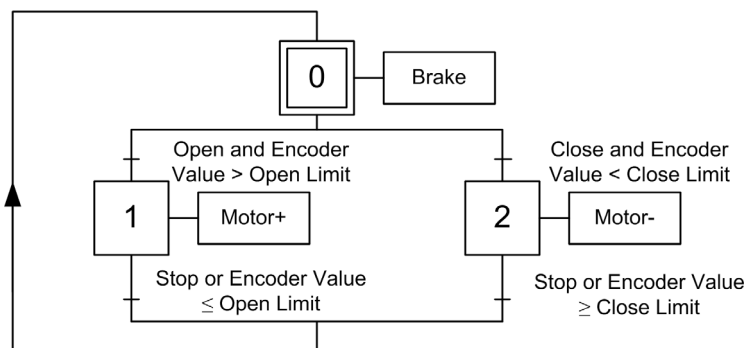 0
Brake
Open and Encoder
Value > Open Limit
Close and Encoder
Value < Close Limit
1
Motor+
2
Motor-
Stop or Encoder Value
≤ Open Limit
Stop or Encoder Value
≥ Close Limit